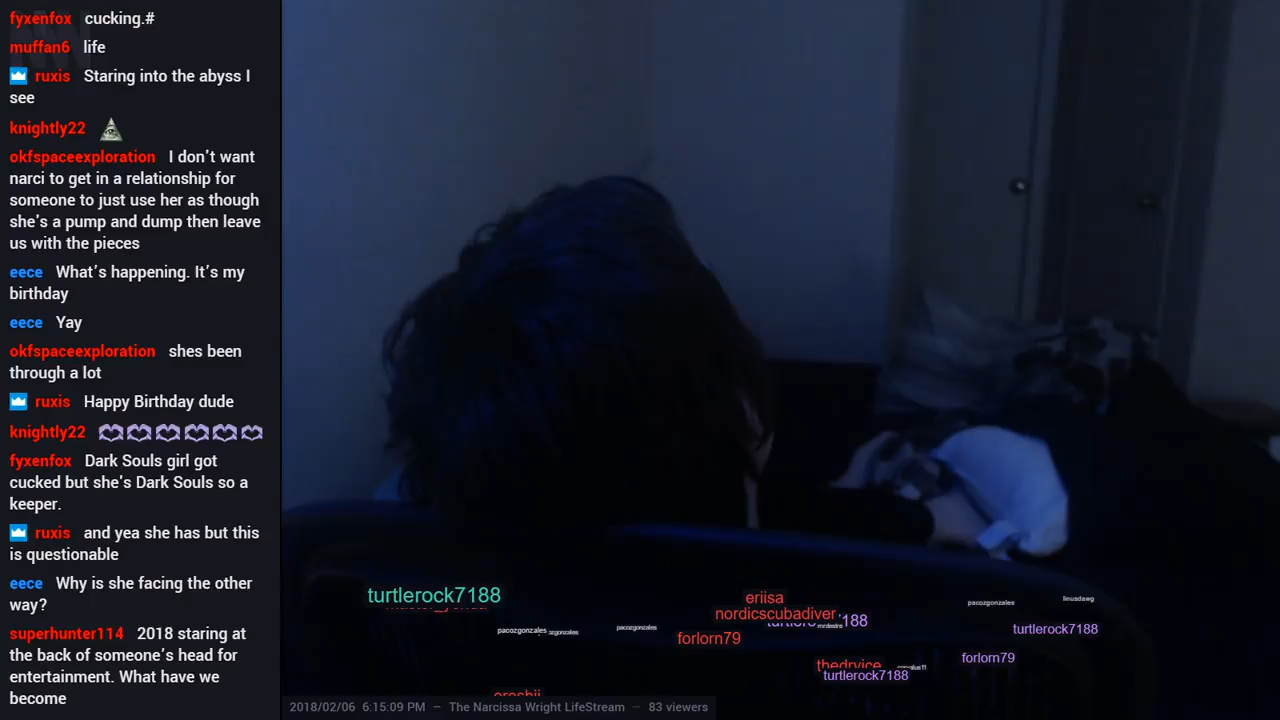 fyxenfox cucking.#
muffan6 life
ruxis Staring into the abyss I
see
knightly22
okfspaceexploration I don't want
narci to get in a relationship for
someone to just use her as though
she's a pump and dump then leave
us with the pieces
eece What's happening. It's my
birthday
eece Yay
okfspaceexploration shes been
through a lot
ruxis Happy Birthday dude
knightly22
fyxenfox Dark Souls girl got
cucked but she's Dark Souls so a
keeper.
ruxis and yea she has but this
is questionable
eece Why is she facing the other
way?
superhunter114 2018 staring at
the back of someone's head for
entertainment. What have we
become
turtlerock7188
eriisa
linusdawg
pacozgonzales
nordicscubadiver
188
mrdestre
pacozgonzales
turtlerock7188
pacozgonzales
forlorn79
forlorn79
thedrvice
turtlerock7188
2018/02/06 6:15:09 PM – The Narcissa Wright LifeStream – 83 viewers